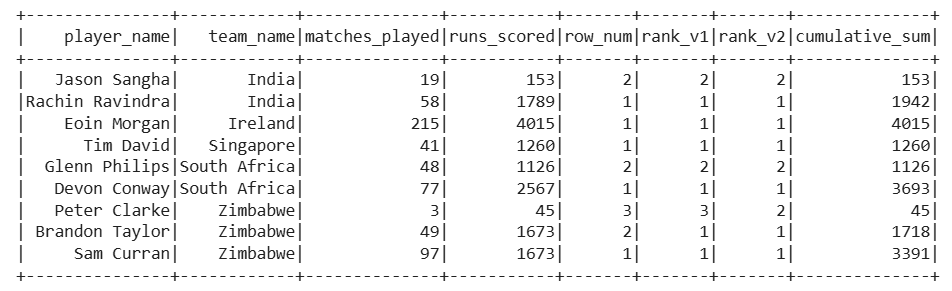 +---------------+------------+--------------+-----------+-------+-------+-------+--------------+
|    player_name|   team_name|matches_played|runs_scored|row_num|rank_v1|rank_v2|cumulative_sum|
+---------------+------------+--------------+-----------+-------+-------+-------+--------------+
|   Jason Sangha|       India|            19|        153|      2|      2|      2|           153|
|Rachin Ravindra|       India|            58|       1789|      1|      1|      1|          1942|
|    Eoin Morgan|     Ireland|           215|       4015|      1|      1|      1|          4015|
|      Tim David|   Singapore|            41|       1260|      1|      1|      1|          1260|
|  Glenn Philips|South Africa|            48|       1126|      2|      2|      2|          1126|
|   Devon Conway|South Africa|            77|       2567|      1|      1|      1|          3693|
|   Peter Clarke|    Zimbabwe|             3|         45|      3|      3|      2|            45|
| Brandon Taylor|    Zimbabwe|            49|       1673|      2|      1|      1|          1718|
|     Sam Curran|    Zimbabwe|            97|       1673|      1|      1|      1|          3391|
+---------------+------------+--------------+-----------+-------+-------+-------+--------------+